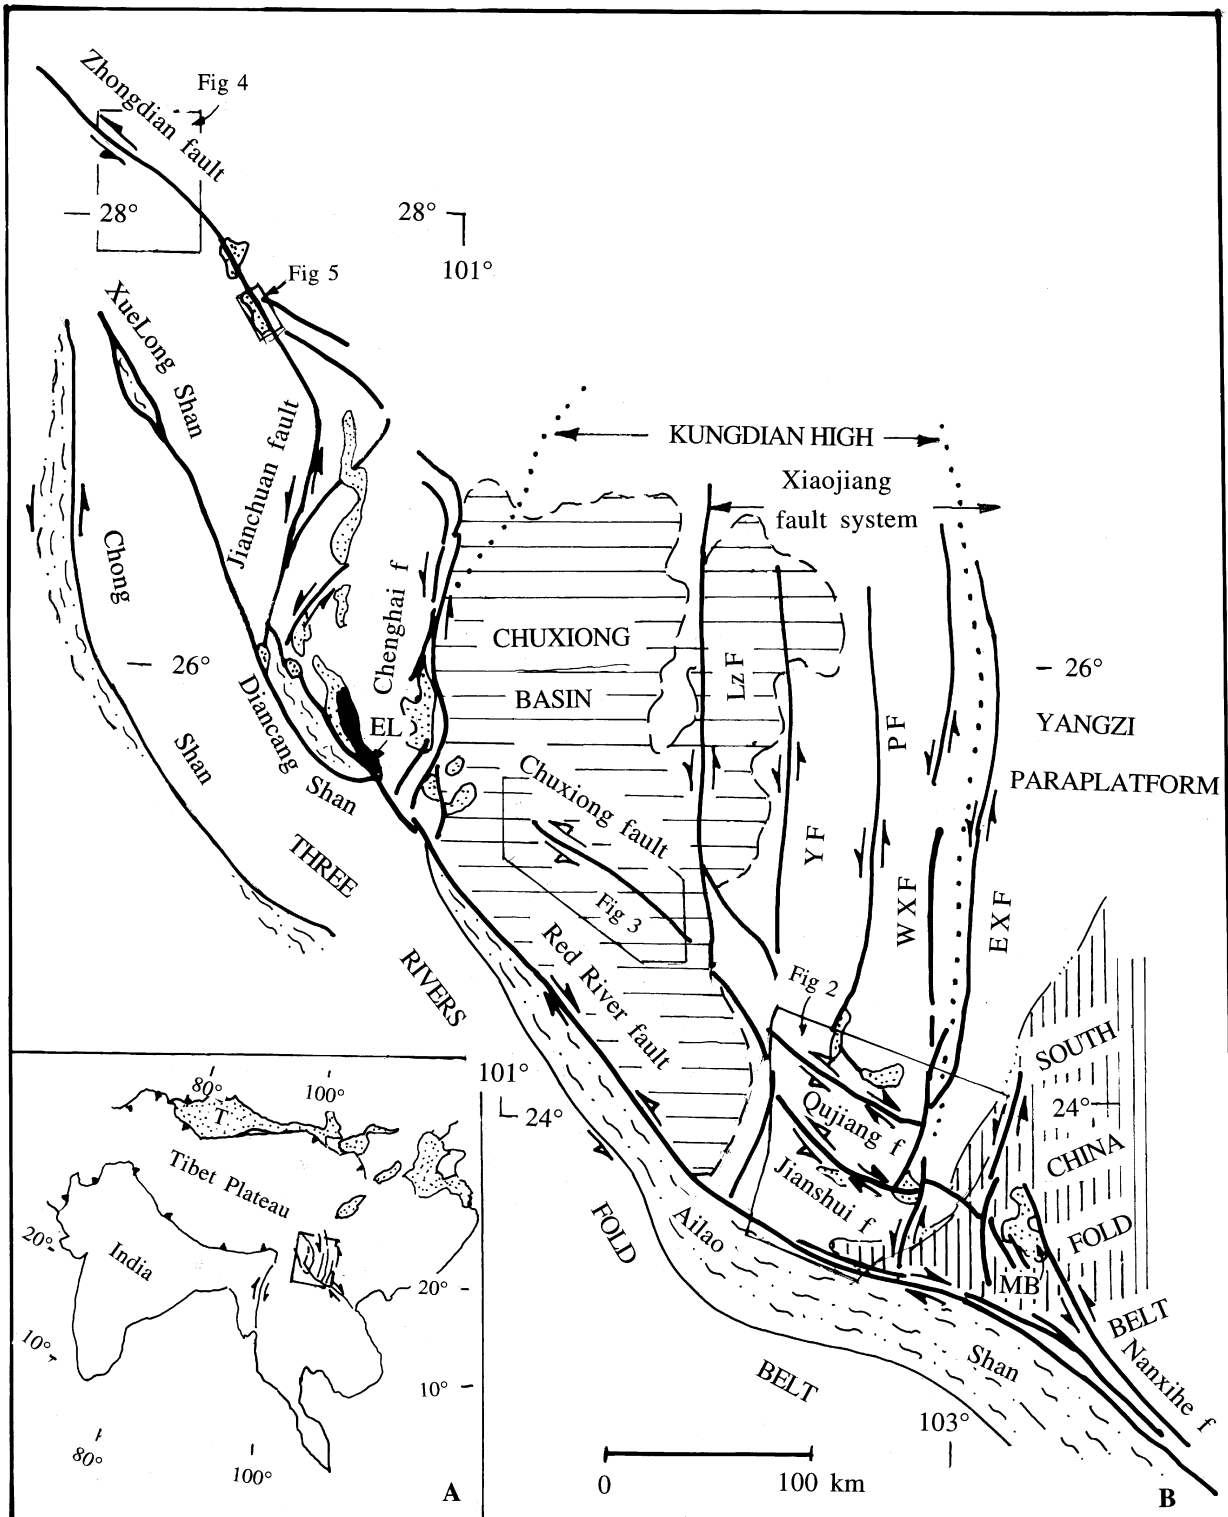 Zhongdian fault
Fig 4
28°
28°
101°
Fig 5
XueLong Shan
Jianchuan fault
KUNGDIAN HIGH
Xiaojiang
fault system
Chong
Shan
Chenghai f
CHUXIONG
BASIN
LzF
26°
26°
YANGZI
PARAPLATFORM
Diancang
Shan
EL
PF
Chuxiong fault
YF
THREE
RIVERS
FOLD
BELT
Fig 3
WXF
EXF
Red River fault
Fig 2
SOUTH
CHINA
FOLD
BELT
101°
24°
24°
Qujiang f
Jianshui f
Ailao
Shan
MB
Nanxihe f
103°
0
100 km
B
80°
100°
T
Tibet Plateau
India
20°
20°
10°
10°
80°
100°
A